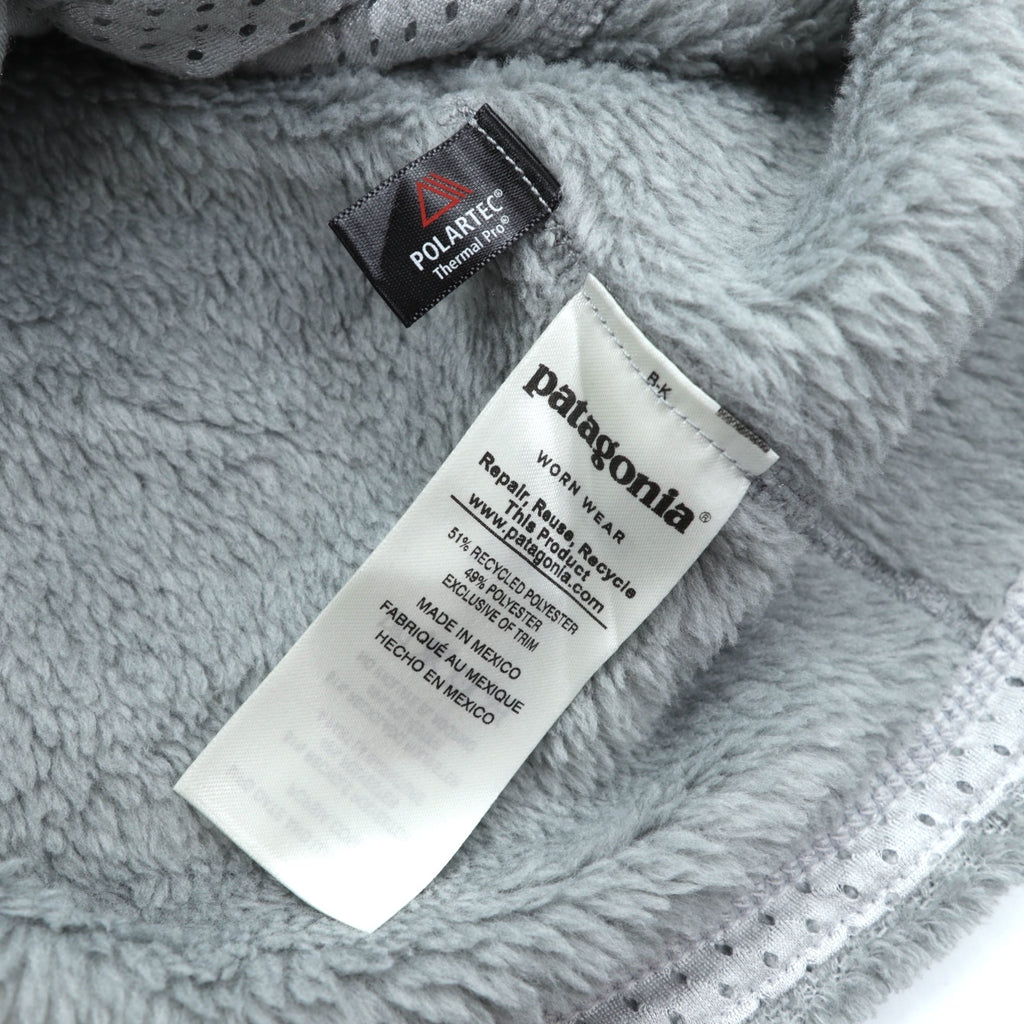 POLARTEC®
Thermal Pro®
R-K
patagonia®
WORN WEAR
Repair, Reuse, Recycle
This Product
www.patagonia.com
51% RECYCLED POLYESTER
49% POLYESTER
EXCLUSIVE OF TRIM
MADE IN MEXICO
FABRIQUÉ AU MEXIQUE
HECHO EN MEXICO